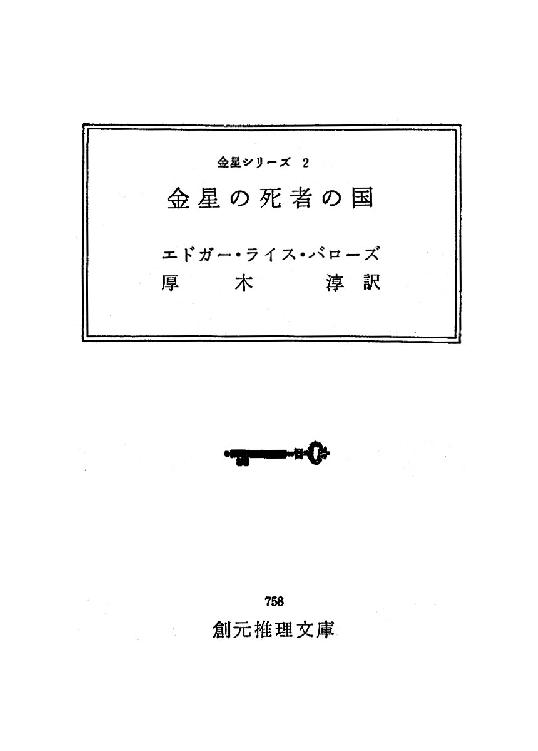 金星シリーズ 2
金星の死者の国
エドガー・ライス・バローズ
厚木 淳 訳
758
創元推理文庫